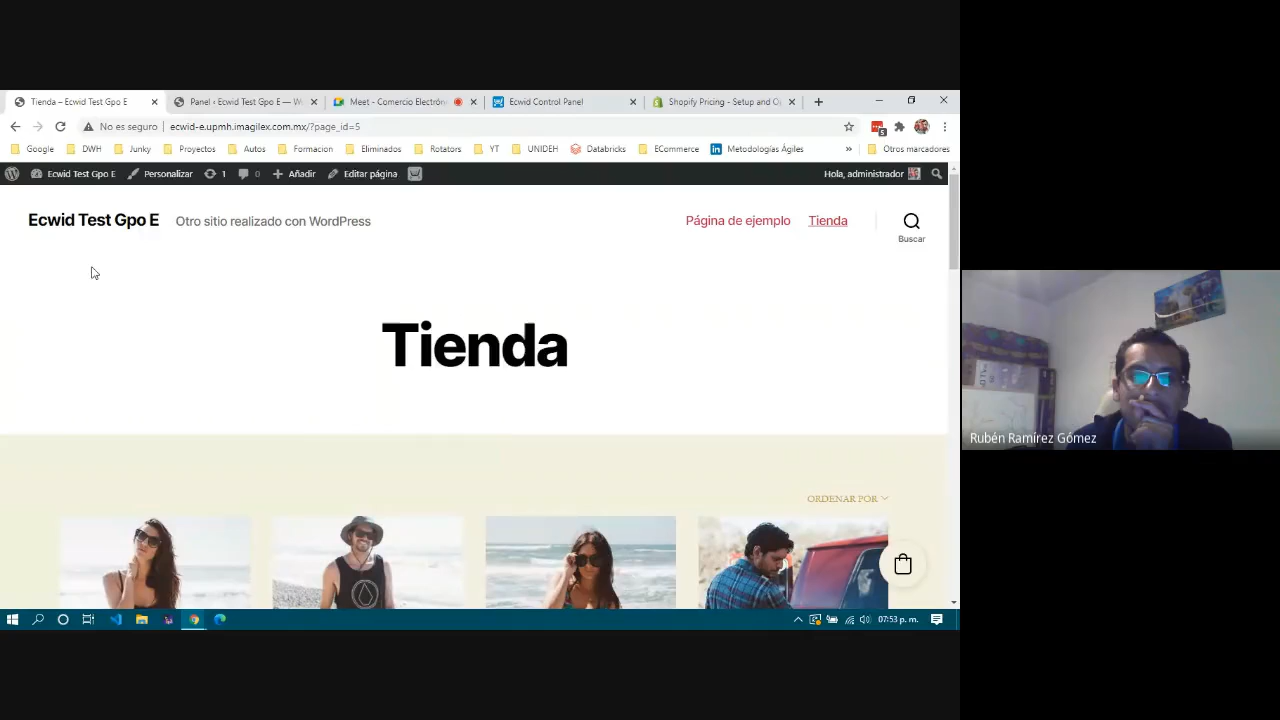 Tienda – Ecwid Test Gpo E
Panel ‹ Ecwid Test Gpo E — W
Meet - Comercio Electrón
Ecwid Control Panel
Shopify Pricing - Setup and O
No es seguro
ecwid-e.upmh.imagilex.com.mx/?page_id=5
5
Google
DWH
Junky
Proyectos
Autos
Formacion
Eliminados
Rotators
YT
UNIDEH
Databricks
ECommerce
Metodologías Ágiles
»
Otros marcadores
Ecwid Test Gpo E
Personalizar
1
0
Añadir
Editar página
Hola, administrador
Ecwid Test Gpo E
Otro sitio realizado con WordPress
Página de ejemplo
Tienda
Buscar
Tienda
ORDENAR POR
Rubén Ramírez Gómez
07:53 p. m.